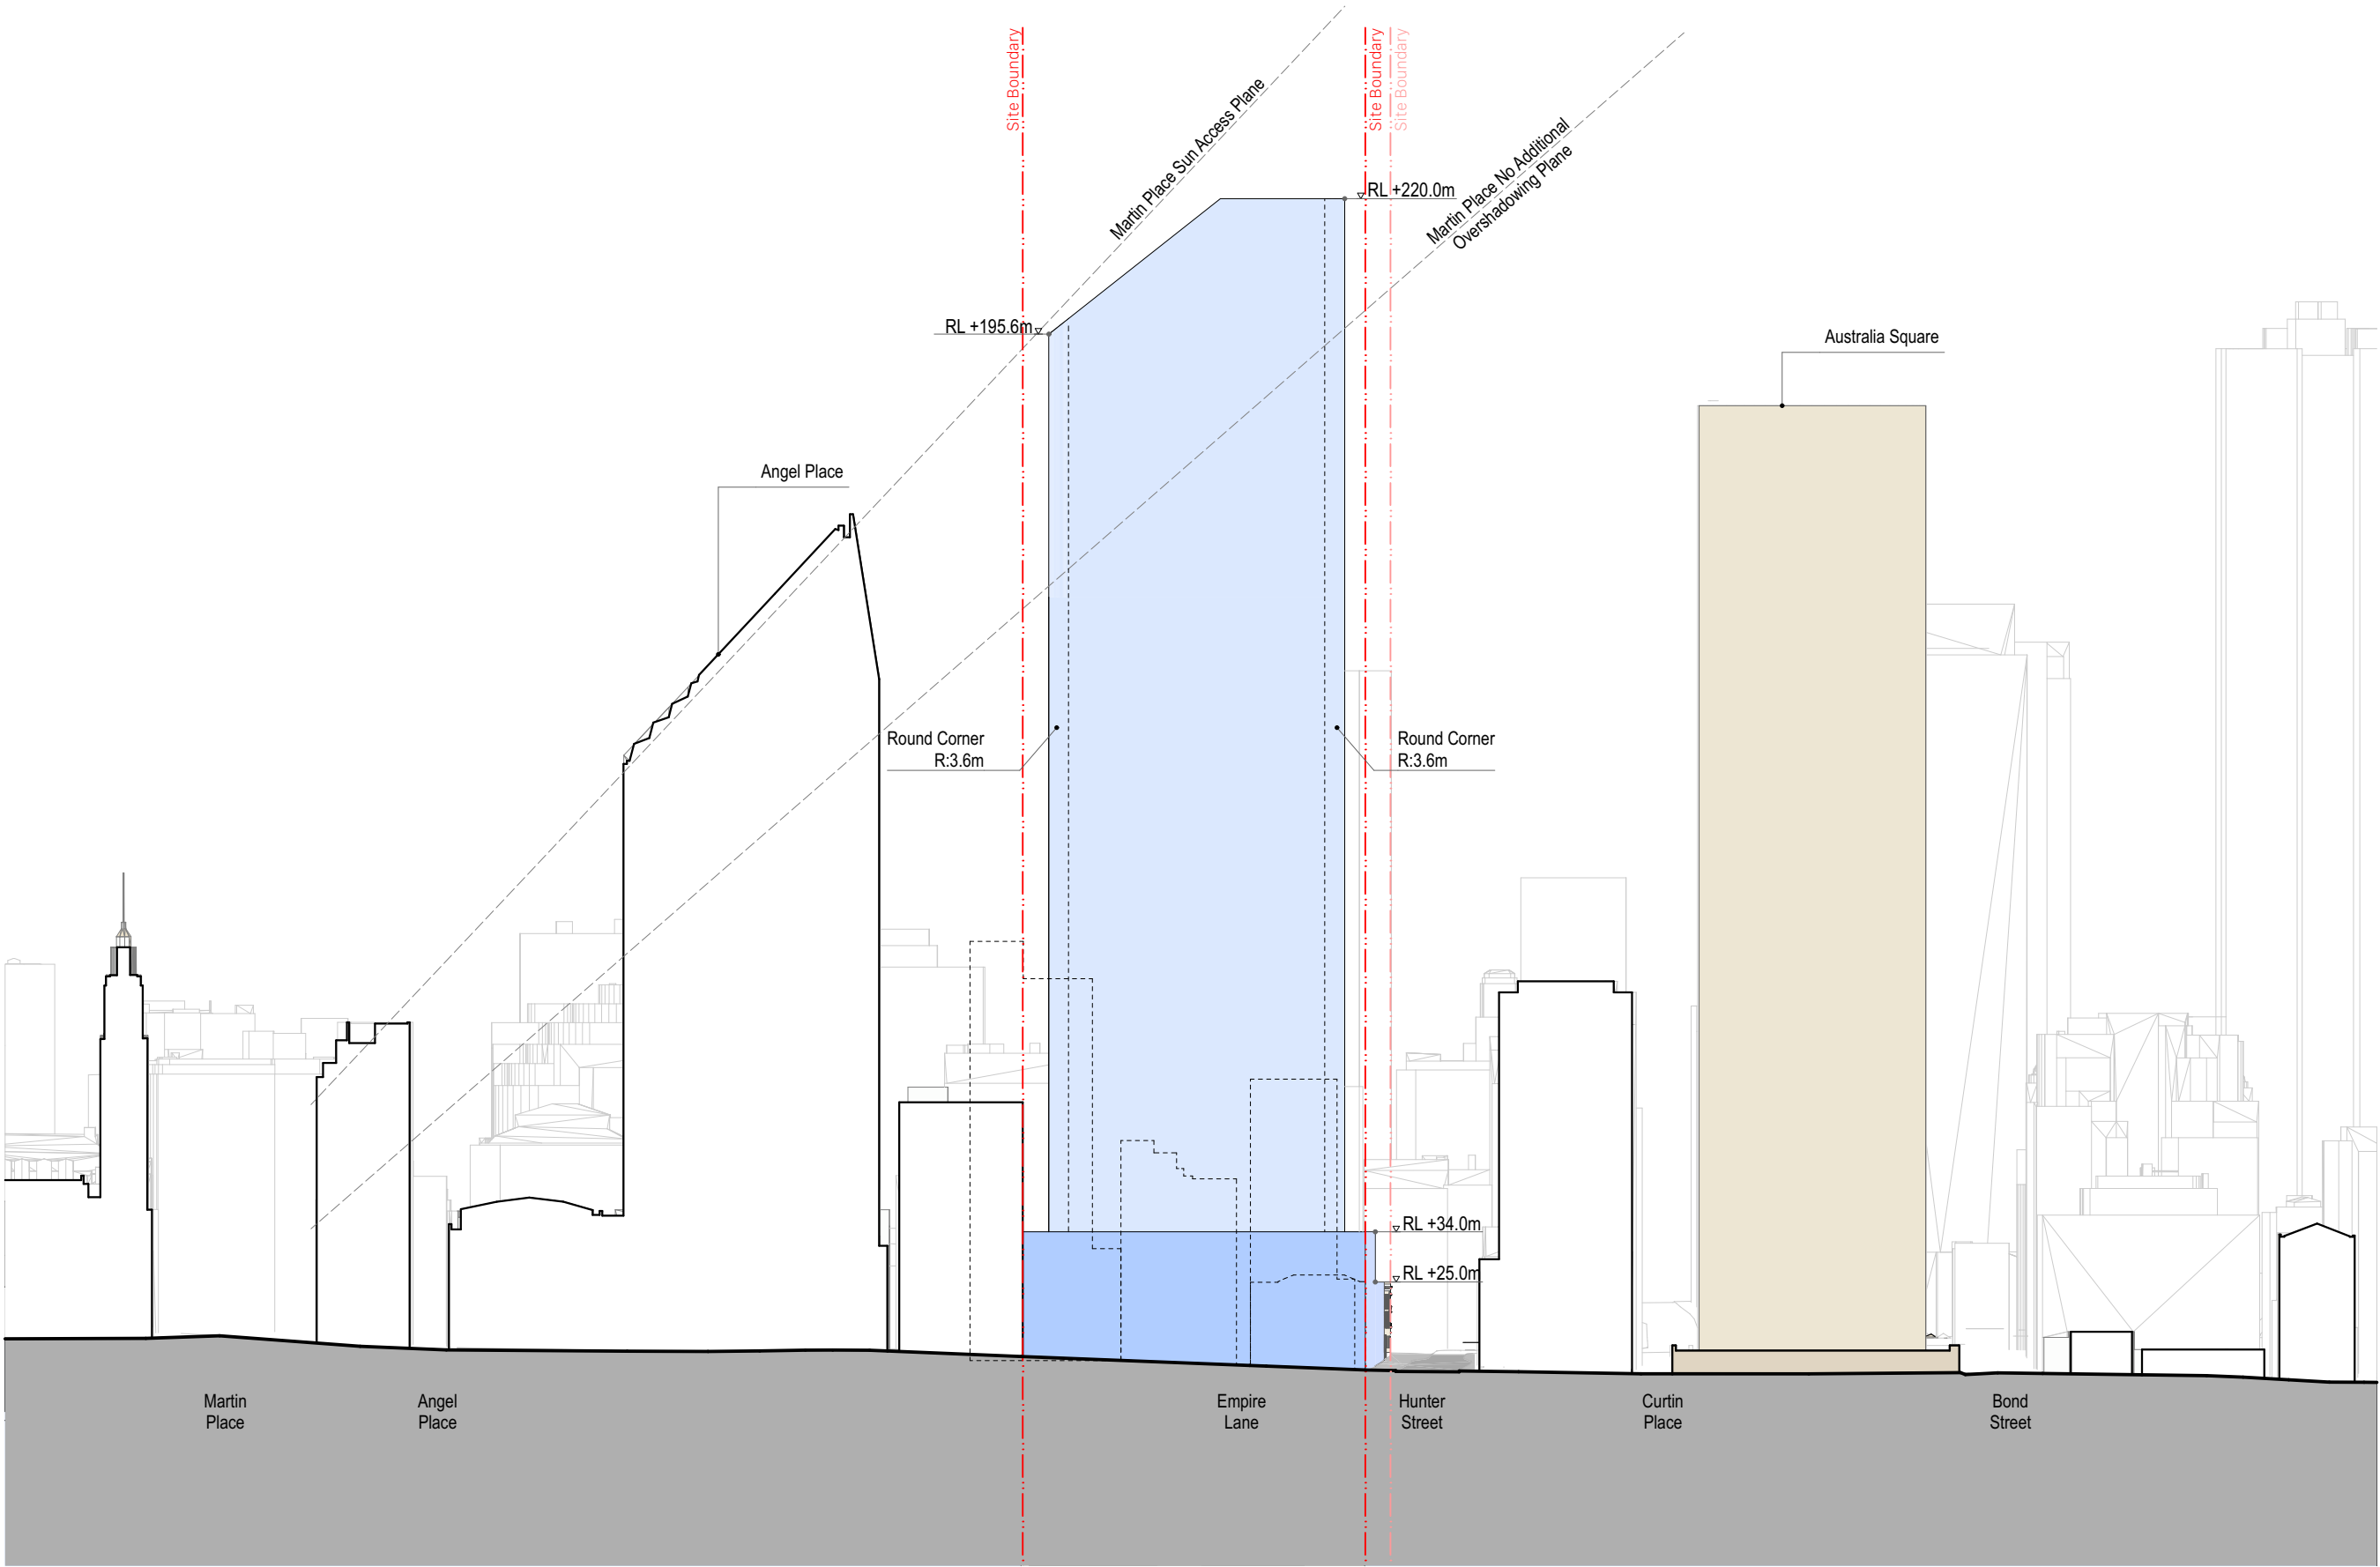 Site Boundary
Site Boundary
Site Boundary
Martin Place Sun Access Plane
Martin Place No Additional
Overshadowing Plane
RL +220.0m
RL +195.6m
Australia Square
Angel Place
Round Corner
R:3.6m
Round Corner
R:3.6m
RL +34.0m
RL +25.0m
Martin
Place
Angel
Place
Empire
Lane
Hunter
Street
Curtin
Place
Bond
Street